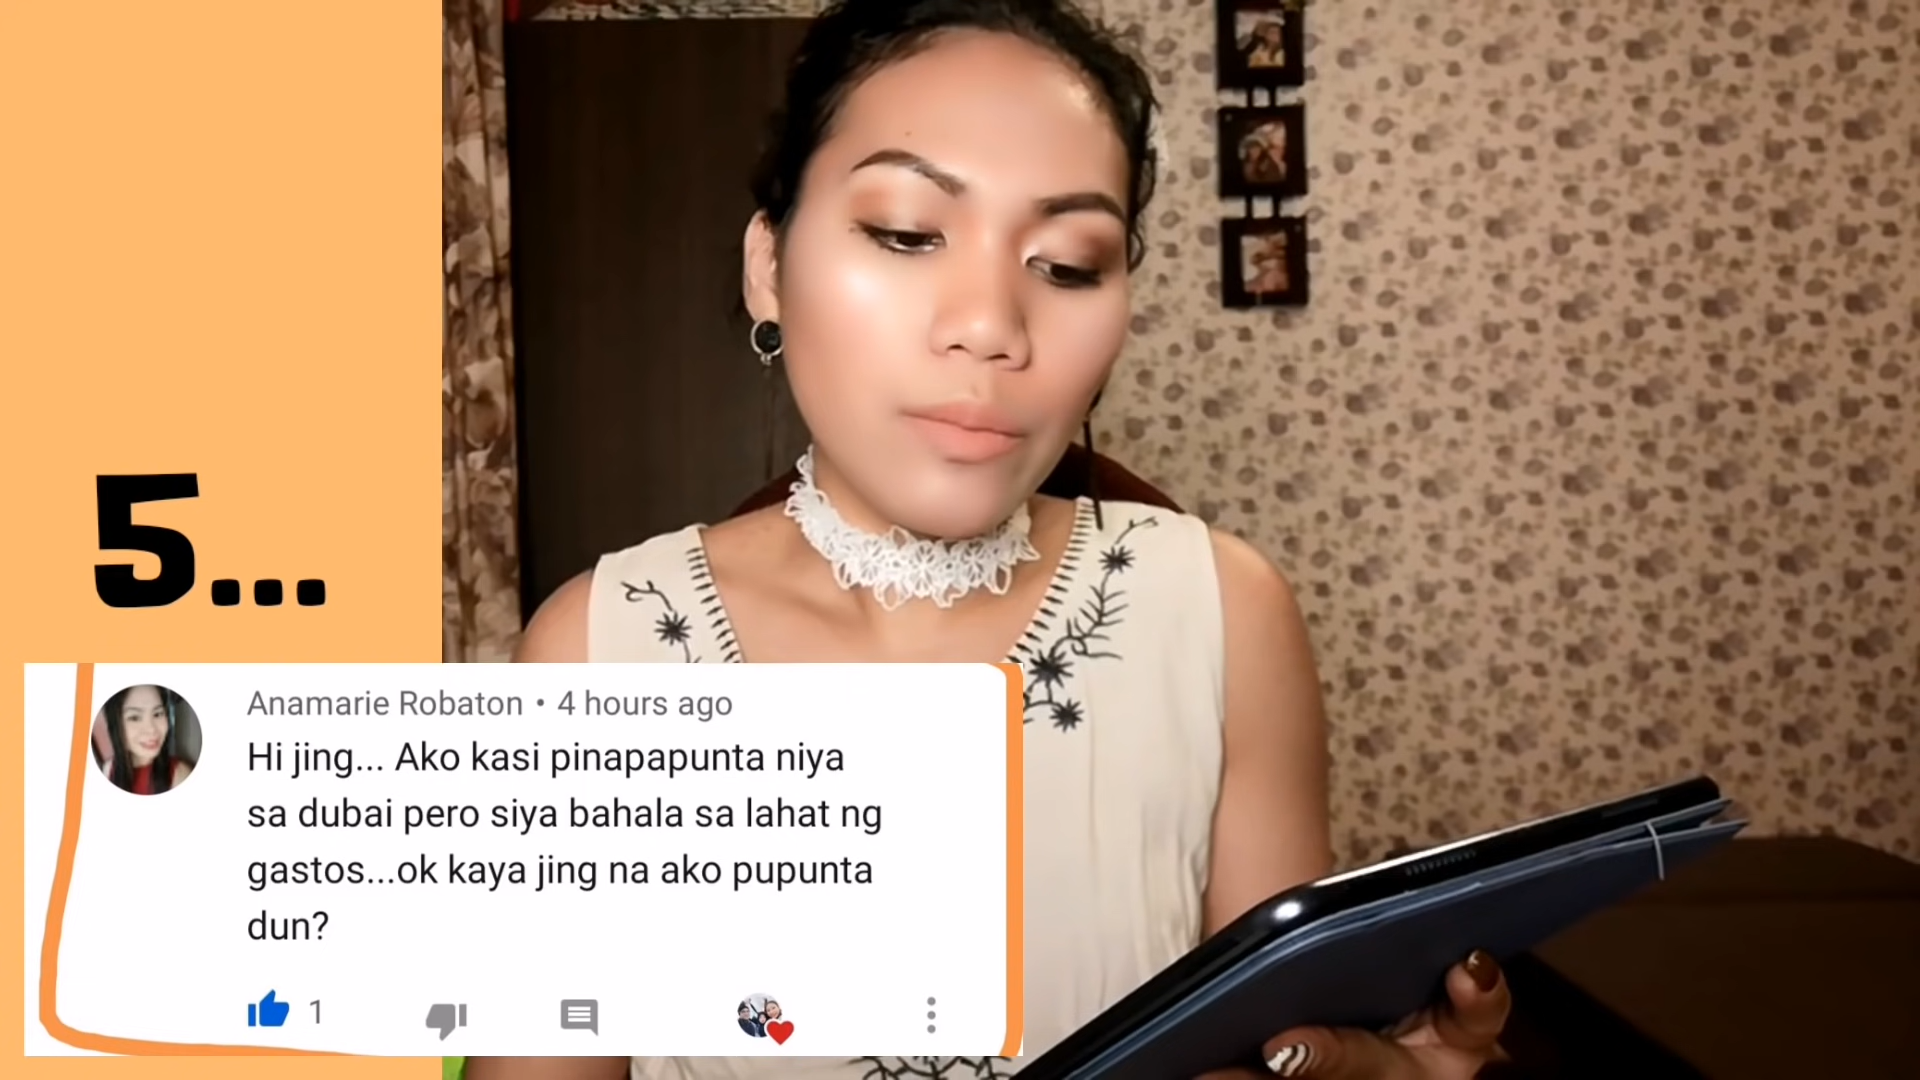 5...
Anamarie Robaton • 4 hours ago
Hi jing... Ako kasi pinapapunta niya
sa dubai pero siya bahala sa lahat ng
gastos...ok kaya jing na ako pupunta
dun?
1